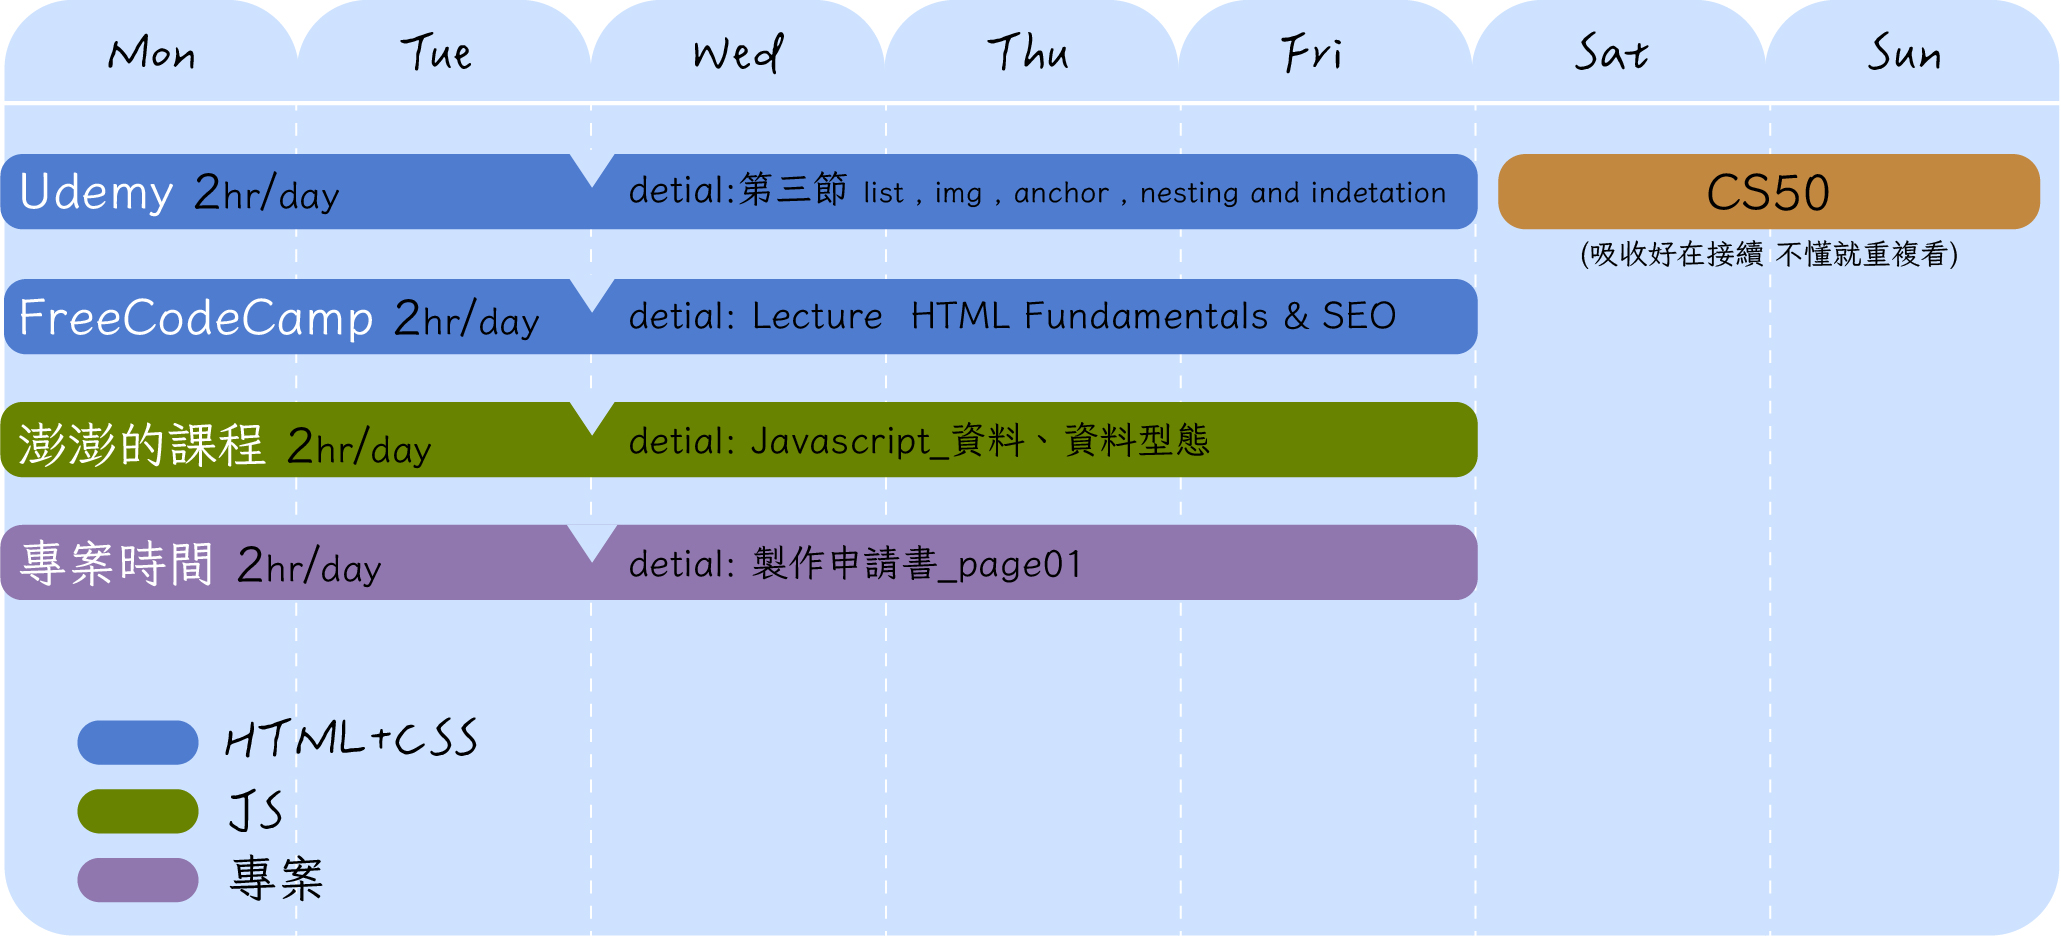 Mon Tue Wed Thu Fri Sat Sun
Udemy 2hr/day detial:第三節 list , img , anchor , nesting and indetation
CS50
(吸收好在接續 不懂就重複看)
FreeCodeCamp 2hr/day detial: Lecture HTML Fundamentals & SEO
澎澎的課程 2hr/day detial: Javascript_資料、資料型態
專案時間 2hr/day detial: 製作申請書_page01
HTML+CSS
JS
專案